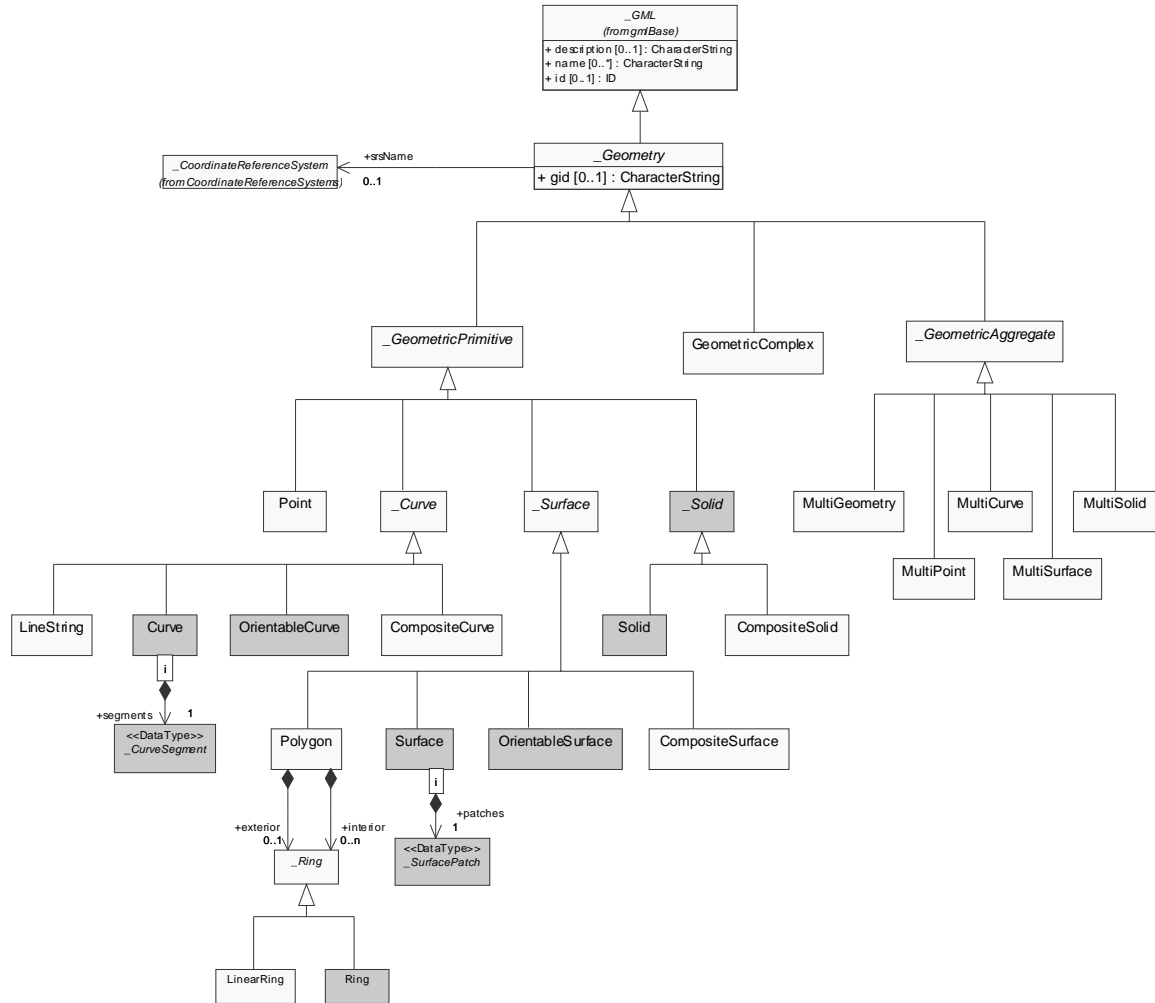 _GML
(from gmlBase)
+ description [0..1] : CharacterString
+ name [0..*] : CharacterString
+ id [0..1] : ID
_CoordinateReferenceSystem
(from CoordinateReferenceSystems)
+srsName
0..1
_Geometry
+ gid [0..1] : CharacterString
_GeometricPrimitive
GeometricComplex
_GeometricAggregate
Point
_Curve
_Surface
_Solid
MultiGeometry
MultiCurve
MultiSolid
MultiPoint
MultiSurface
LineString
Curve
OrientableCurve
CompositeCurve
Solid
CompositeSolid
i
+segments
1
<<DataType>>
_CurveSegment
Polygon
Surface
OrientableSurface
CompositeSurface
i
+exterior
0..1
+interior
0..n
+patches
1
_Ring
<<DataType>>
_SurfacePatch
LinearRing
Ring